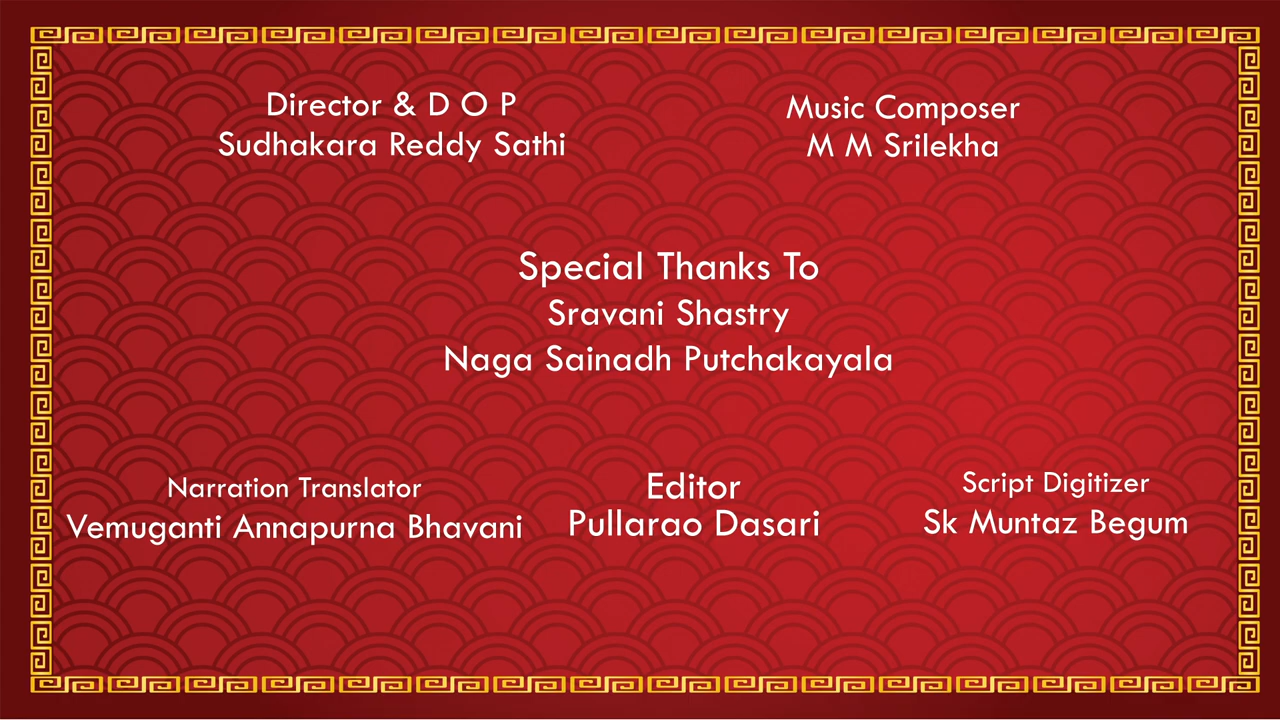 Director & D O P
Sudhakara Reddy Sathi
Music Composer
M M Srilekha
Special Thanks To
Sravani Shastry
Naga Sainadh Putchakayala
Narration Translator
Vemuganti Annapurna Bhavani
Editor
Pullarao Dasari
Script Digitizer
Sk Muntaz Begum